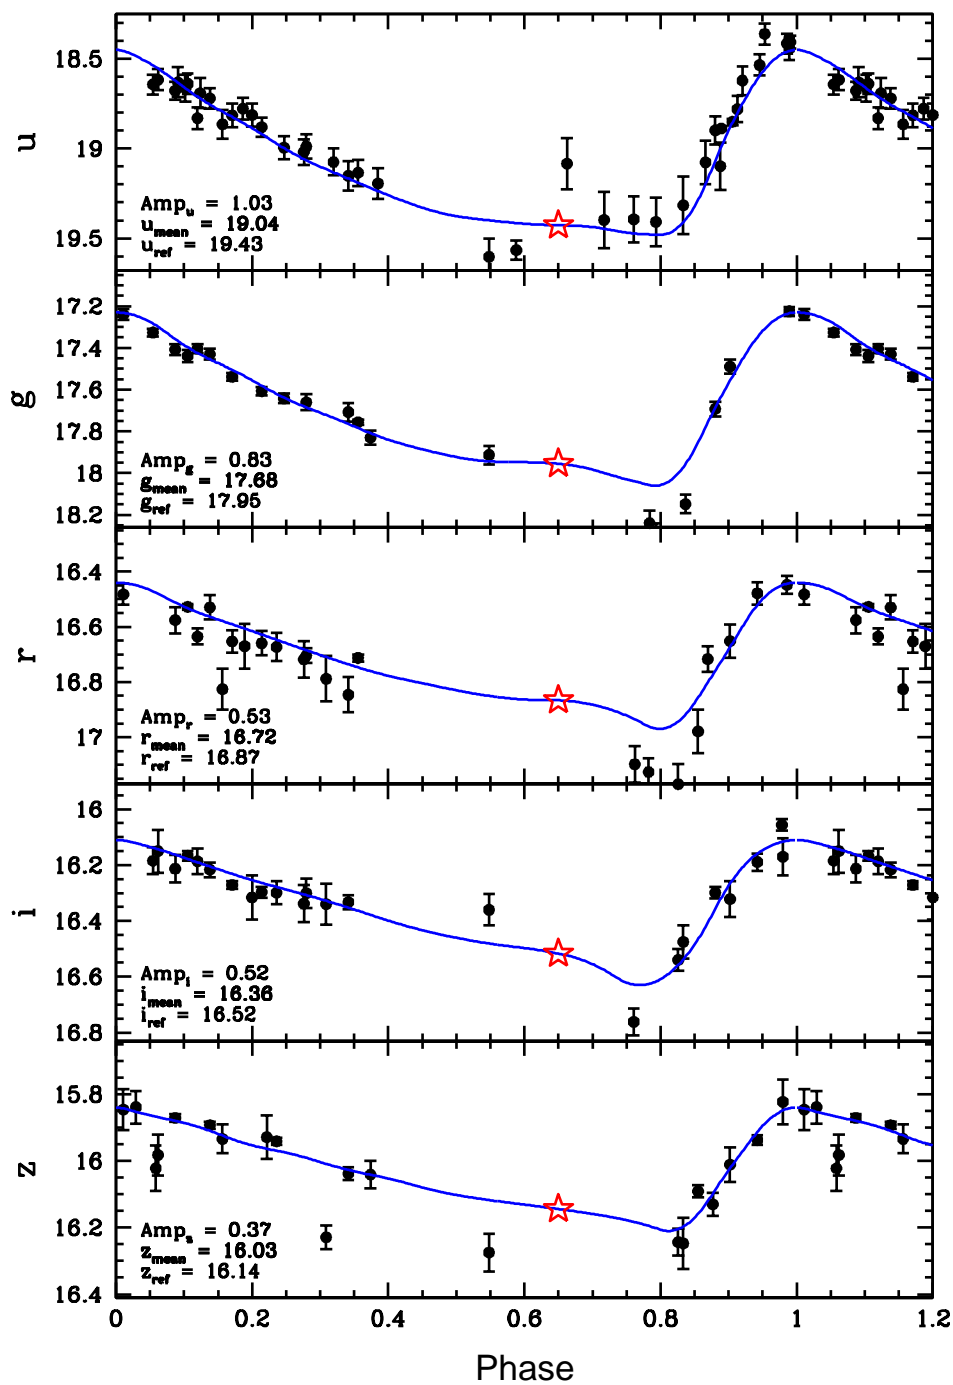 18.5
19
19.5
u
Amp_u = 1.03
u_mean = 19.04
u_ref = 19.43
17.2
17.4
17.6
17.8
18
18.2
g
Amp_g = 0.83
g_mean = 17.68
g_ref = 17.95
16.4
16.6
16.8
17
r
Amp_r = 0.53
r_mean = 16.72
r_ref = 16.87
16
16.2
16.4
16.6
16.8
i
Amp_i = 0.52
i_mean = 16.36
i_ref = 16.52
15.8
16
16.2
16.4
z
Amp_z = 0.37
z_mean = 16.03
z_ref = 16.14
0 0.2 0.4 0.6 0.8 1 1.2
Phase